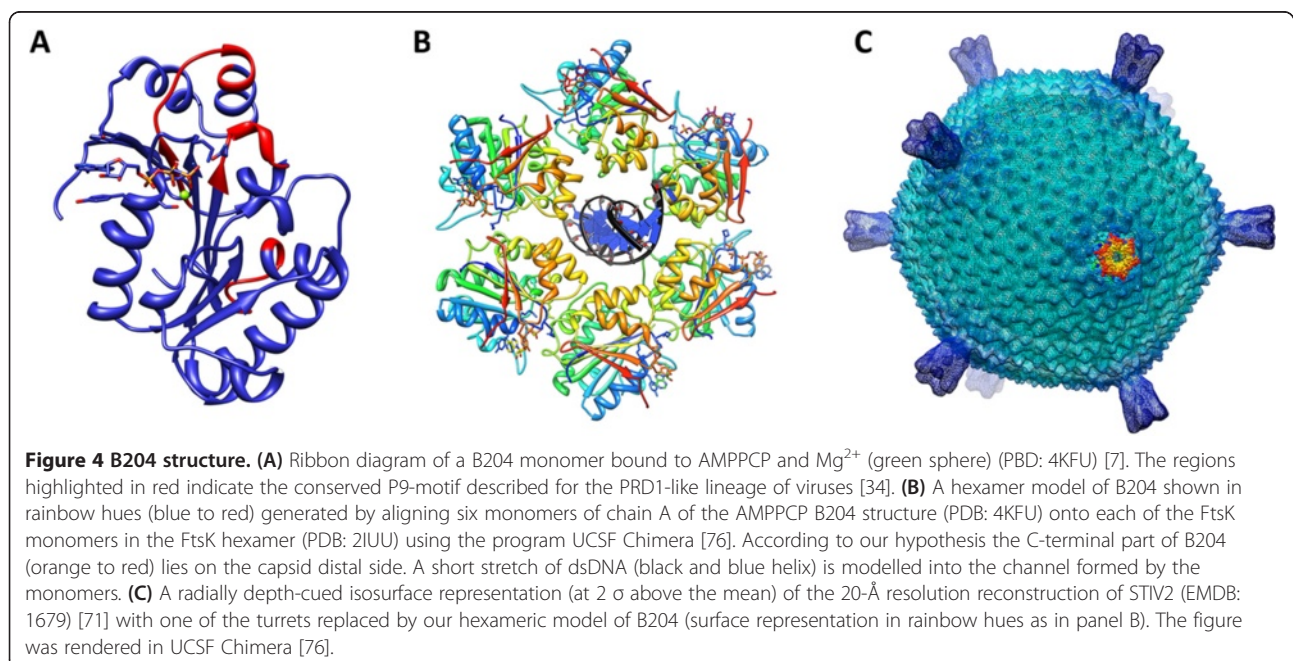 A
B
C
Figure 4 B204 structure. (A) Ribbon diagram of a B204 monomer bound to AMPPCP and Mg2+ (green sphere) (PBD: 4KFU) [7]. The regions
highlighted in red indicate the conserved P9-motif described for the PRD1-like lineage of viruses [34]. (B) A hexamer model of B204 shown in
rainbow hues (blue to red) generated by aligning six monomers of chain A of the AMPPCP B204 structure (PDB: 4KFU) onto each of the FtsK
monomers in the FtsK hexamer (PDB: 2IUU) using the program UCSF Chimera [76]. According to our hypothesis the C-terminal part of B204
(orange to red) lies on the capsid distal side. A short stretch of dsDNA (black and blue helix) is modelled into the channel formed by the
monomers. (C) A radially depth-cued isosurface representation (at 2 σ above the mean) of the 20-Å resolution reconstruction of STIV2 (EMDB:
1679) [71] with one of the turrets replaced by our hexameric model of B204 (surface representation in rainbow hues as in panel B). The figure
was rendered in UCSF Chimera [76].